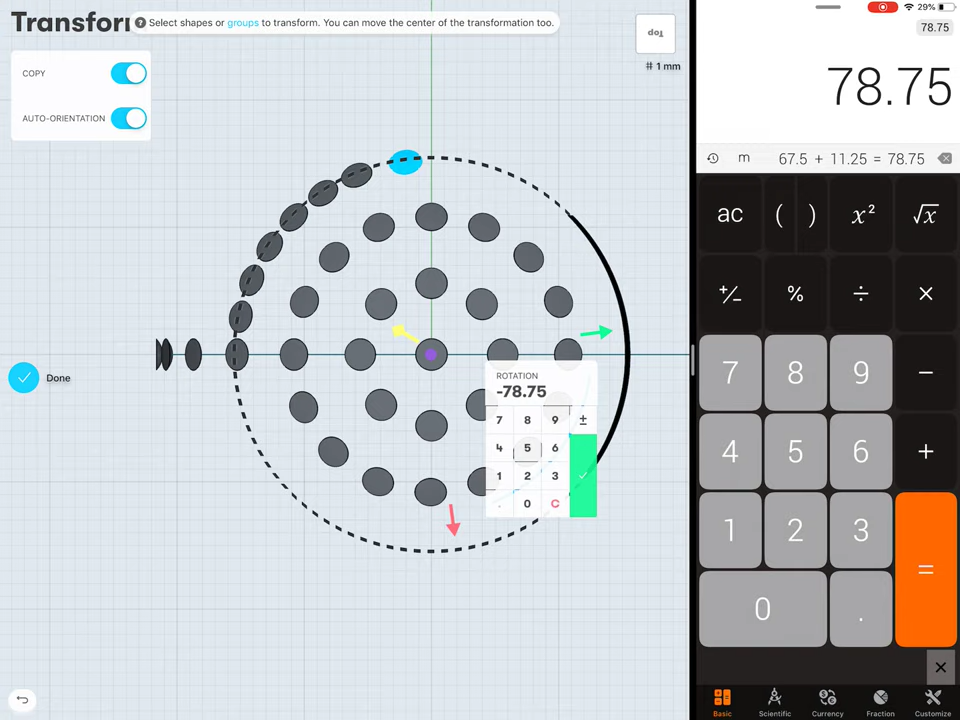 Transforr
? Select shapes or groups to transform. You can move the center of the transformation too.
COPY
AUTO-ORIENTATION
Top
# 1 mm
Done
ROTATION
-78.75
7 8 9 ±
4 5 6
1 2 3
. 0 C
29%
78.75
78.75
m 67.5 + 11.25 = 78.75
ac ( ) x² √x
+/− % ÷ ×
7 8 9 −
4 5 6 +
1 2 3 =
0 .
Basic Scientific Currency Fraction Customize